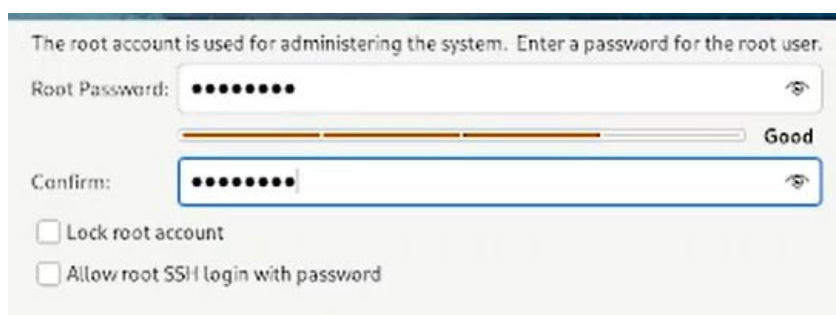 The root account is used for administering the system. Enter a password for the root user.
Root Password: ●●●●●●●●
Good
Confirm: ●●●●●●●●
Lock root account
Allow root SSH login with password